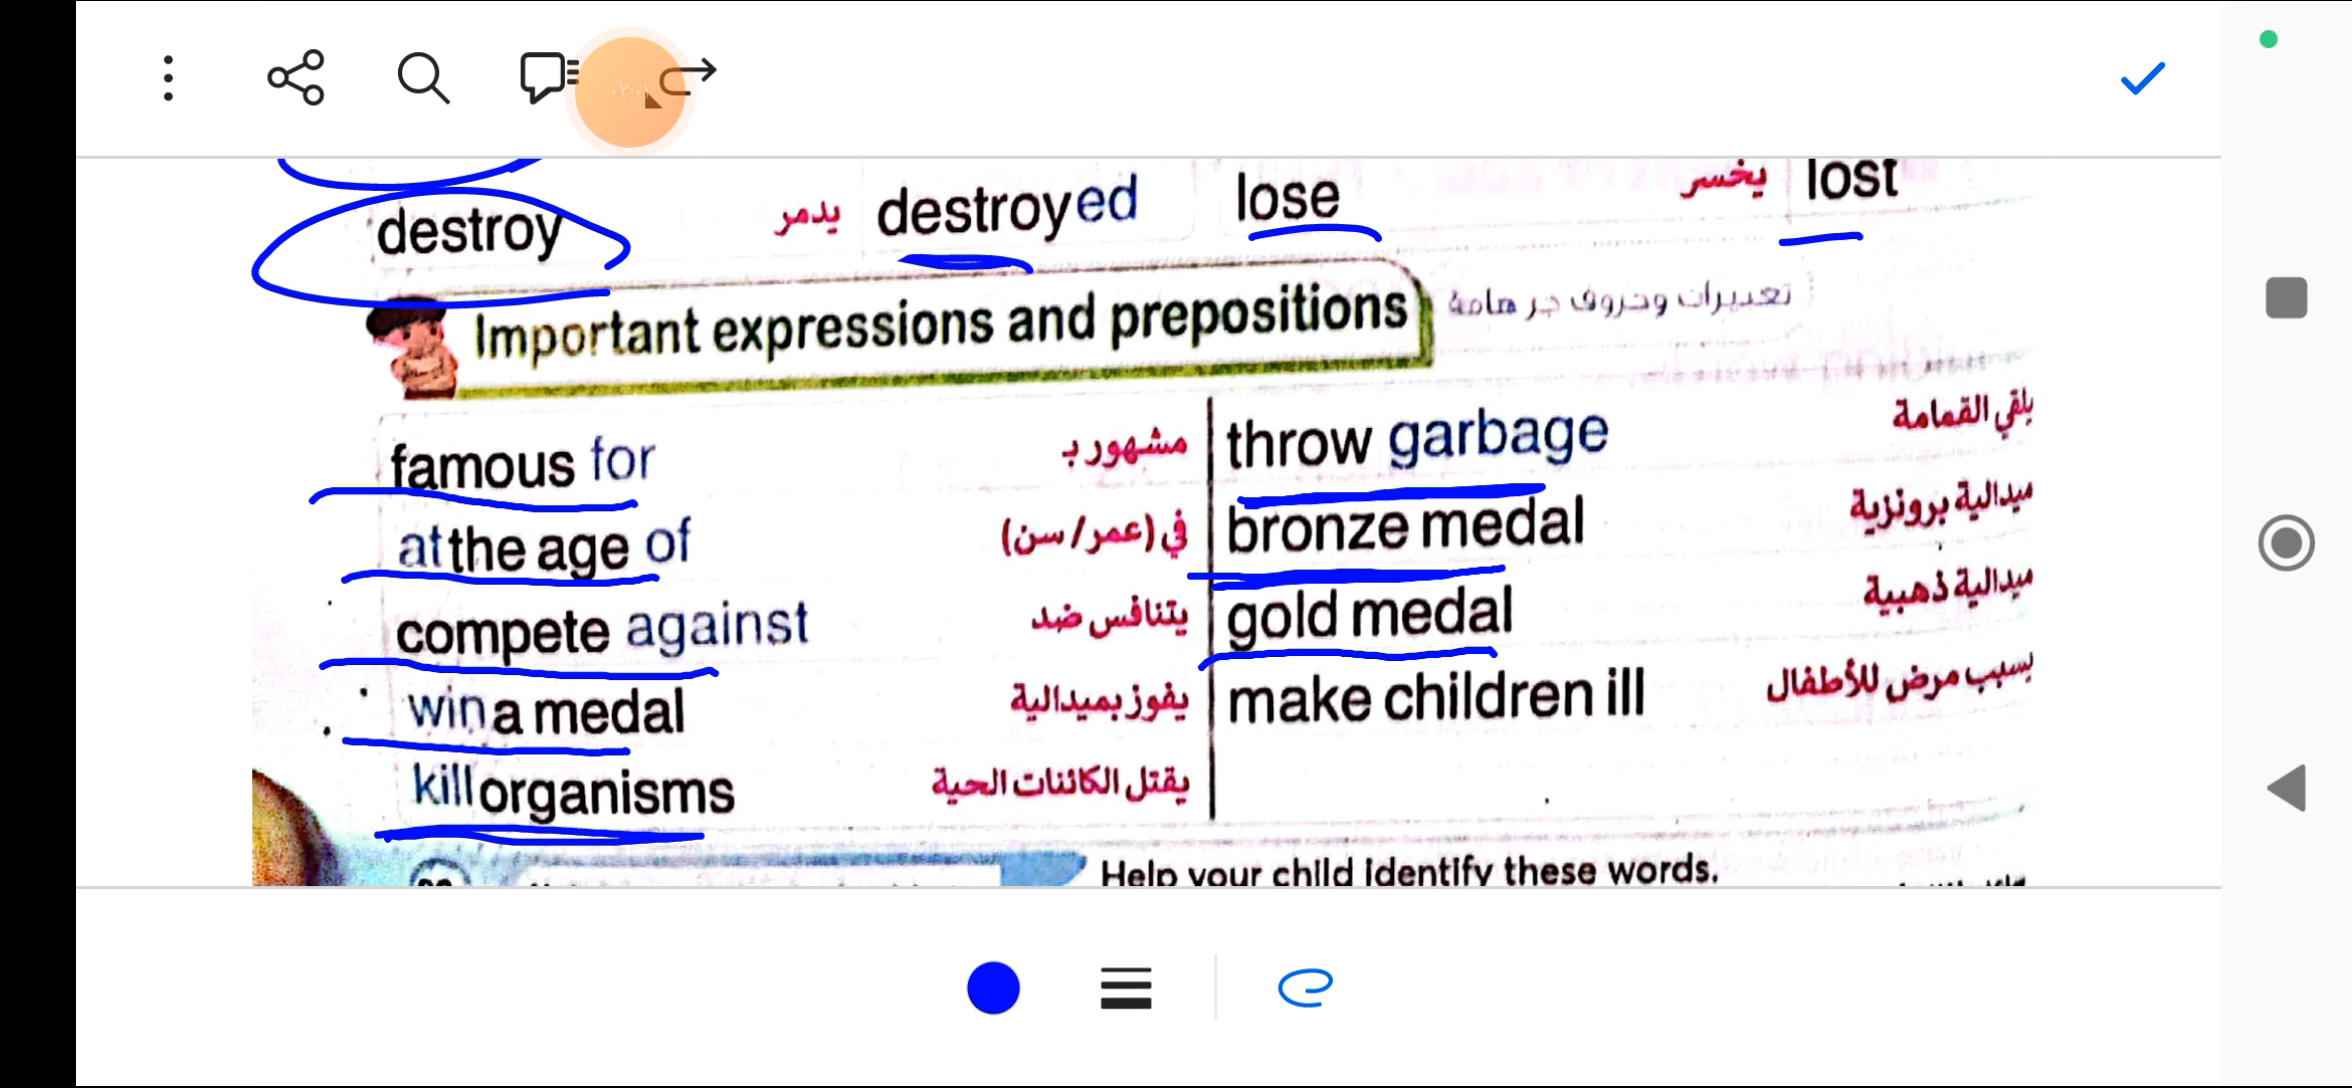 ٠٣:٠١
destroy يدمر destroyed lose يخسر lost
Important expressions and prepositions تعبيرات وحروف جر هامة
famous for مشهور بـ throw garbage يلقي القمامة
at the age of في (عمر/سن) bronze medal ميدالية برونزية
compete against يتنافس ضد gold medal ميدالية ذهبية
win a medal يفوز بميدالية make children ill يسبب مرض للأطفال
kill organisms يقتل الكائنات الحية
Help your child identify these words.